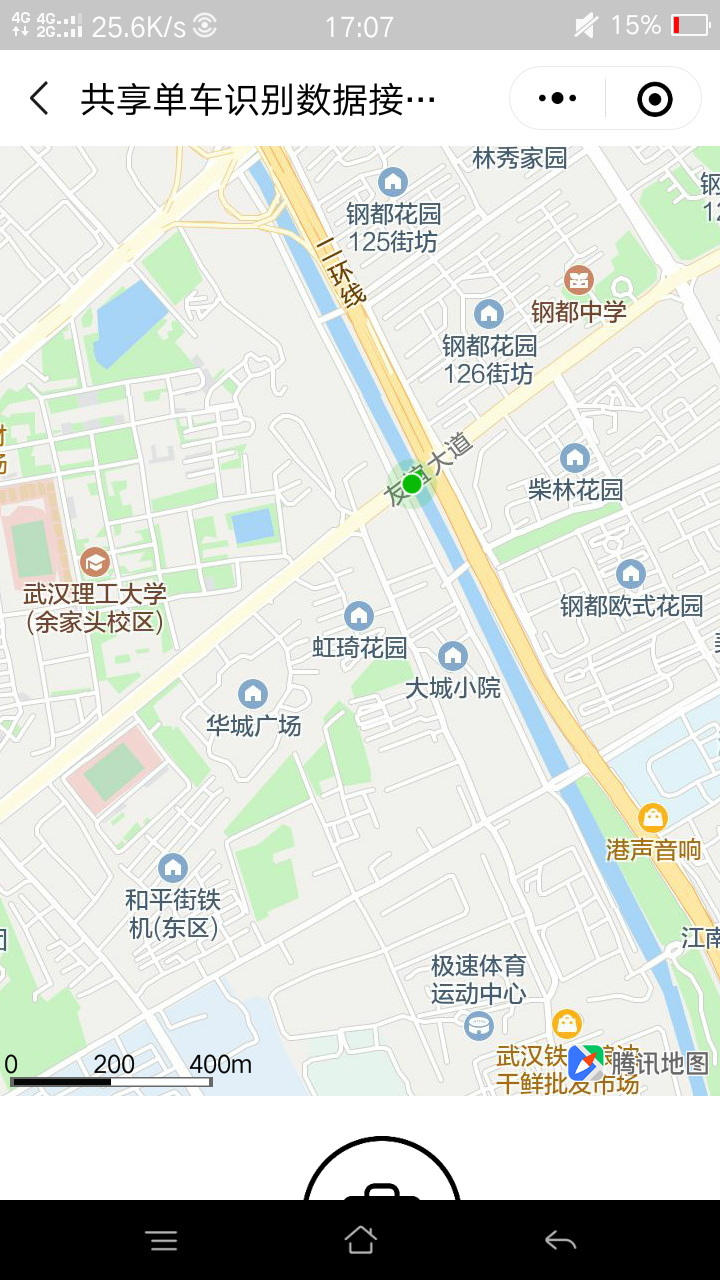 4G 4G 2G 25.6K/s 17:07 15%
共享单车识别数据接…
林秀家园
钢都花园
125街坊
二环线
钢都中学
钢都花园
126街坊
友谊大道
柴林花园
武汉理工大学
(余家头校区)
钢都欧式花园
虹琦花园
大城小院
华城广场
港声音响
和平街铁
机(东区)
江南
极速体育
运动中心
0 200 400m
腾讯地图
干鲜批发市场